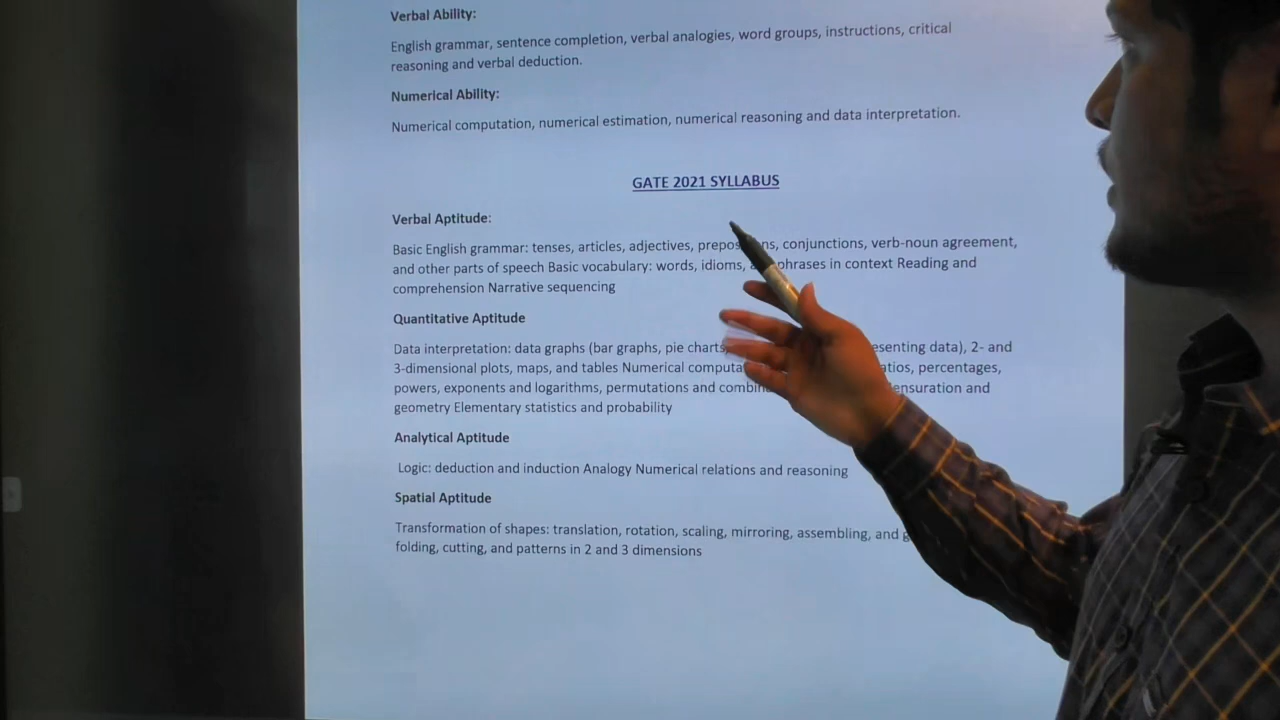 Verbal Ability:
English grammar, sentence completion, verbal analogies, word groups, instructions, critical
reasoning and verbal deduction.
Numerical Ability:
Numerical computation, numerical estimation, numerical reasoning and data interpretation.
GATE 2021 SYLLABUS
Verbal Aptitude:
Basic English grammar: tenses, articles, adjectives, conjunctions, verb-noun agreement,
and other parts of speech Basic vocabulary: words, idioms, phrases in context Reading and
comprehension Narrative sequencing
Quantitative Aptitude
Data interpretation: data graphs (bar graphs, pie charts, data), 2- and
3-dimensional plots, maps, and tables Numerical percentages,
powers, exponents and logarithms, permutations and and
geometry Elementary statistics and probability
Analytical Aptitude
Logic: deduction and induction Analogy Numerical relations and reasoning
Spatial Aptitude
Transformation of shapes: translation, rotation, scaling, mirroring, assembling, and
folding, cutting, and patterns in 2 and 3 dimensions